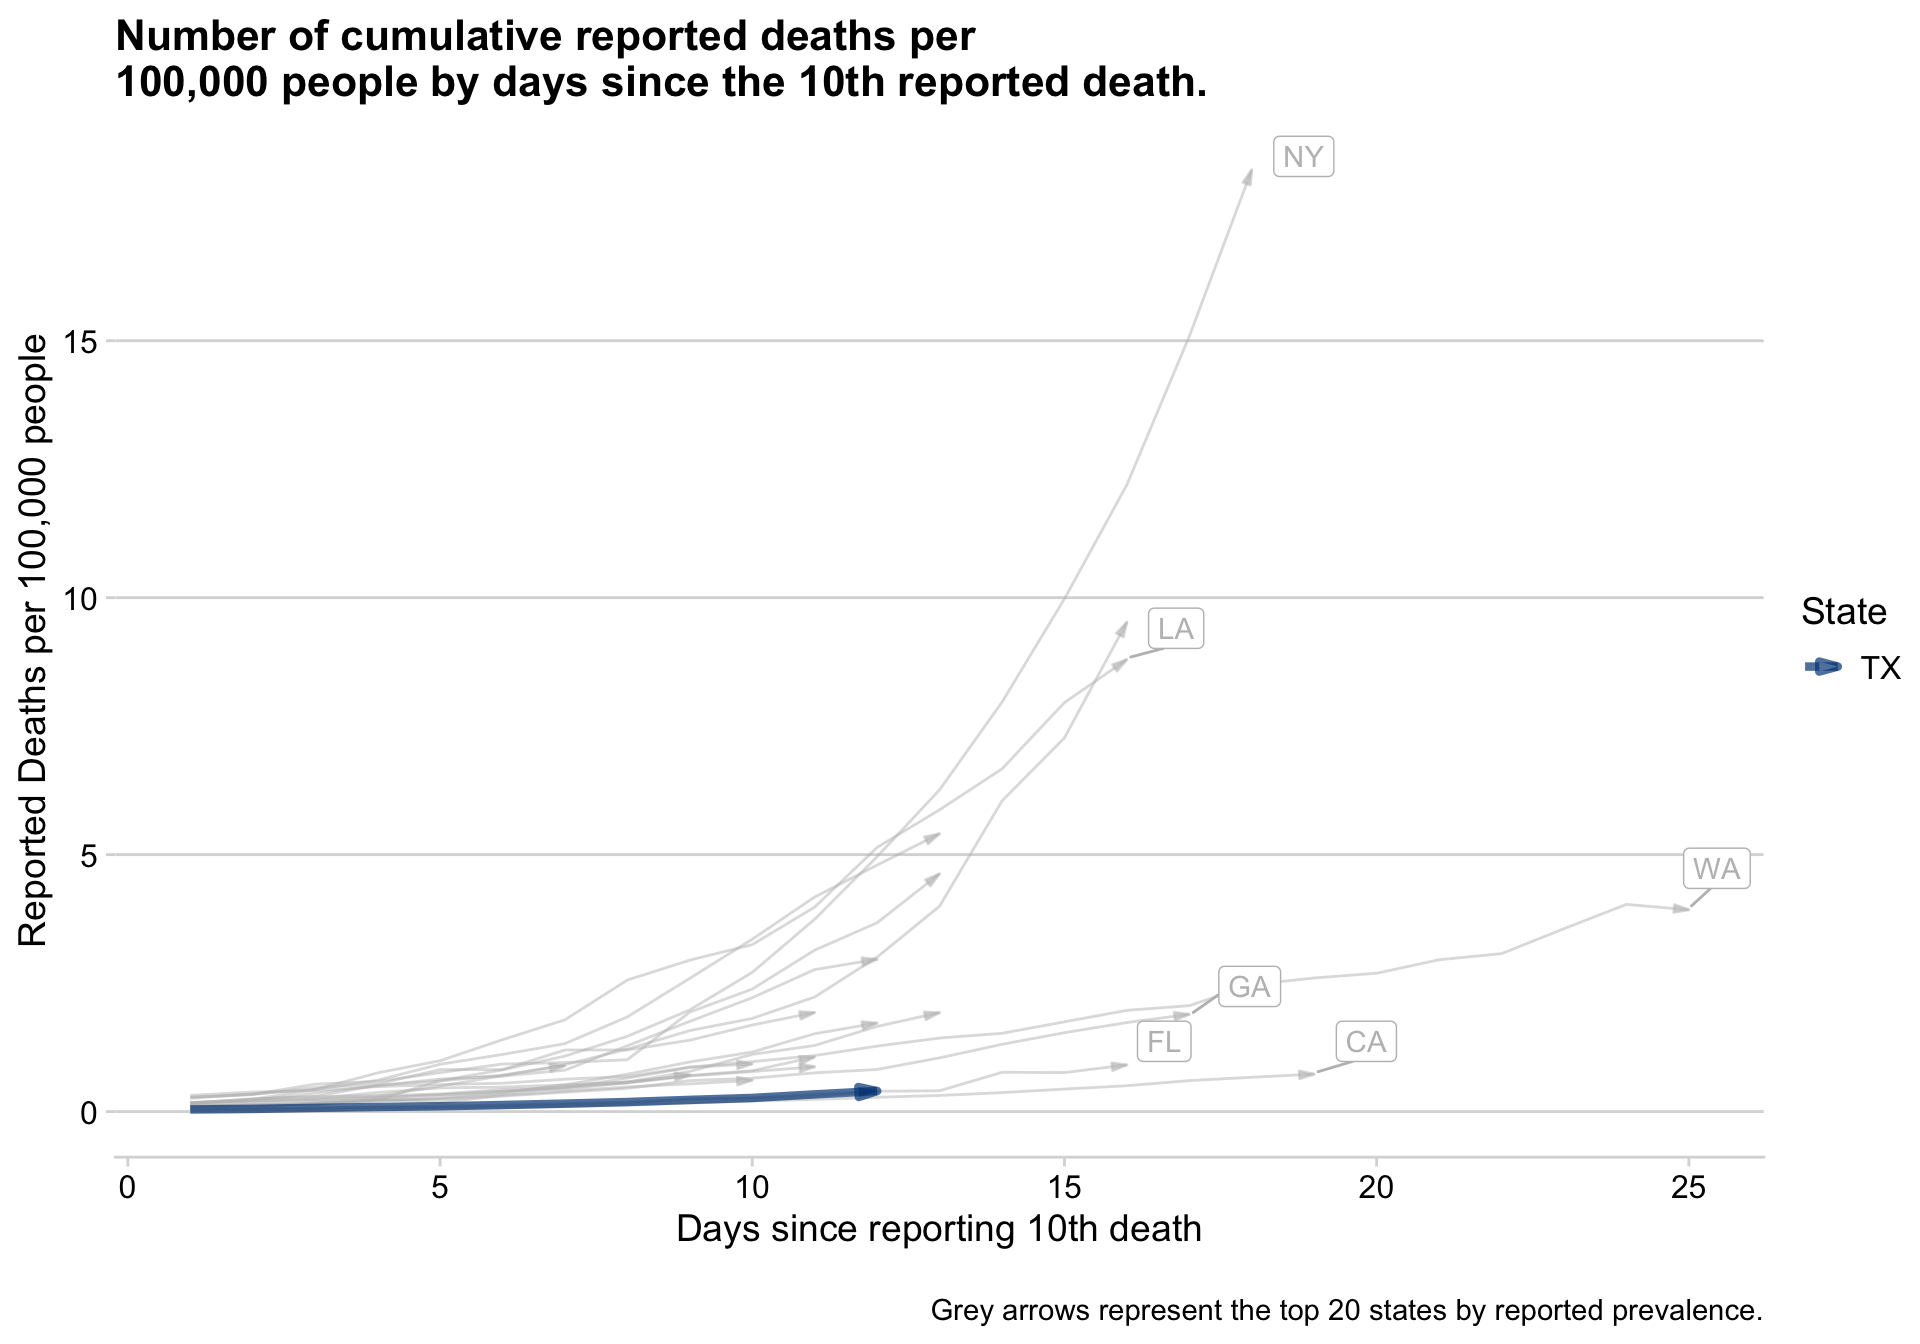 Number of cumulative reported deaths per
100,000 people by days since the 10th reported death.
NY
15
10
LA
5
WA
GA
FL
CA
0
Reported Deaths per 100,000 people
State
TX
0 5 10 15 20 25
Days since reporting 10th death
Grey arrows represent the top 20 states by reported prevalence.